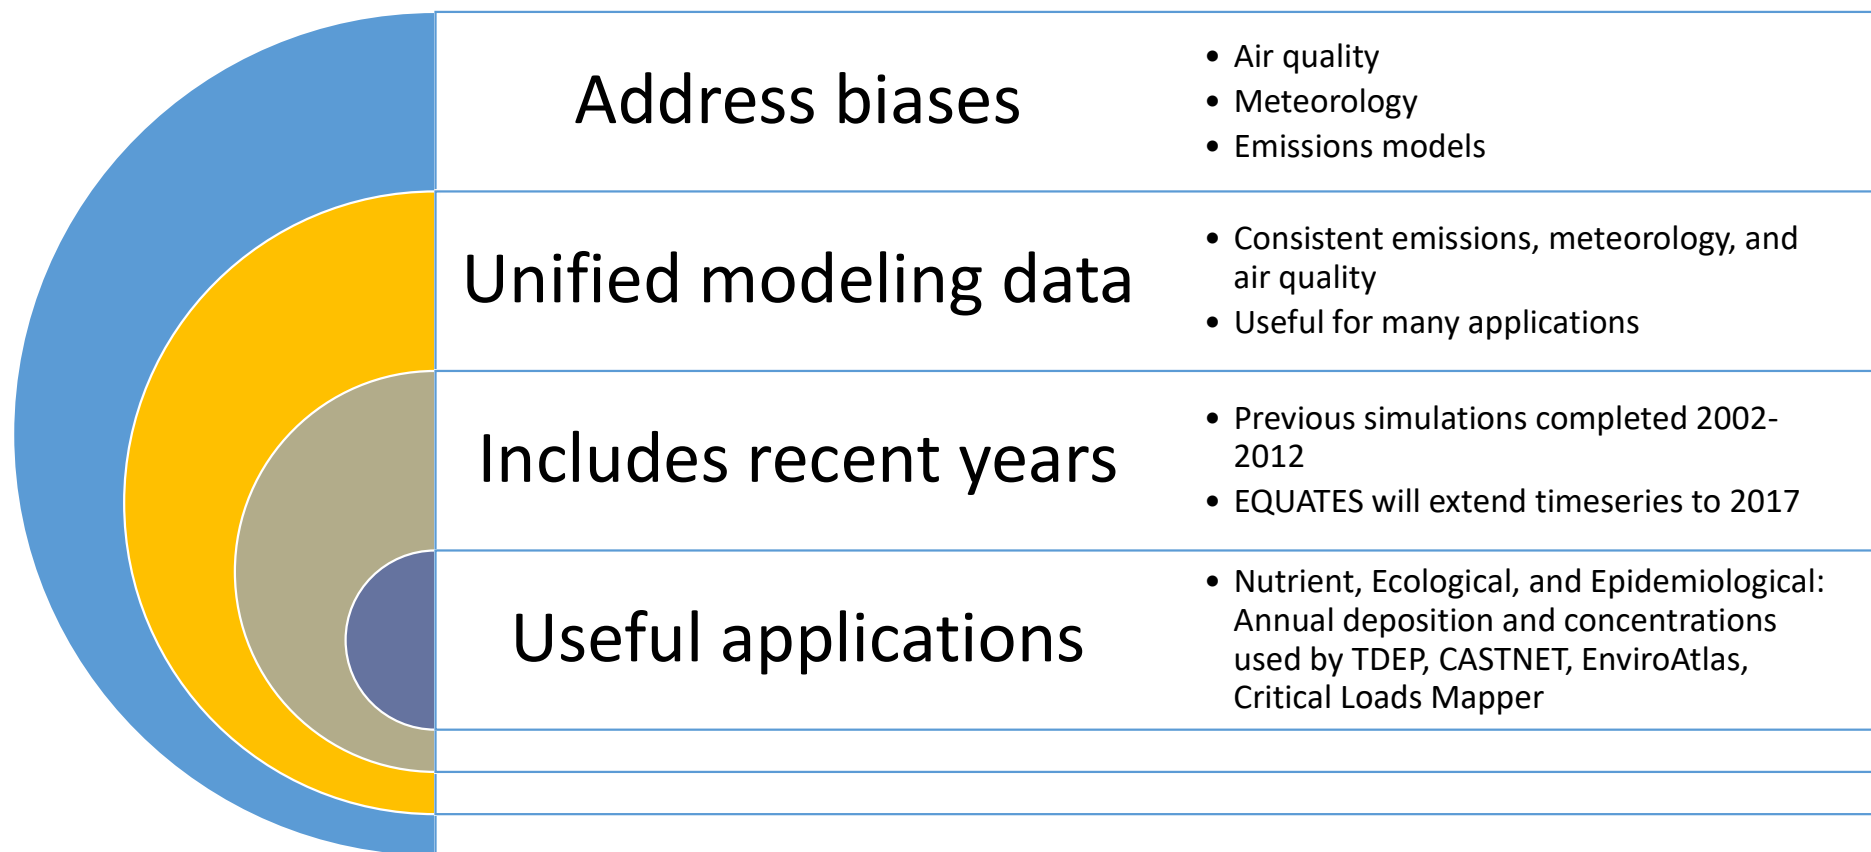 Address biases
• Air quality
• Meteorology
• Emissions models
Unified modeling data
• Consistent emissions, meteorology, and
air quality
• Useful for many applications
Includes recent years
• Previous simulations completed 2002-
2012
• EQUATES will extend timeseries to 2017
Useful applications
• Nutrient, Ecological, and Epidemiological:
Annual deposition and concentrations
used by TDEP, CASTNET, EnviroAtlas,
Critical Loads Mapper